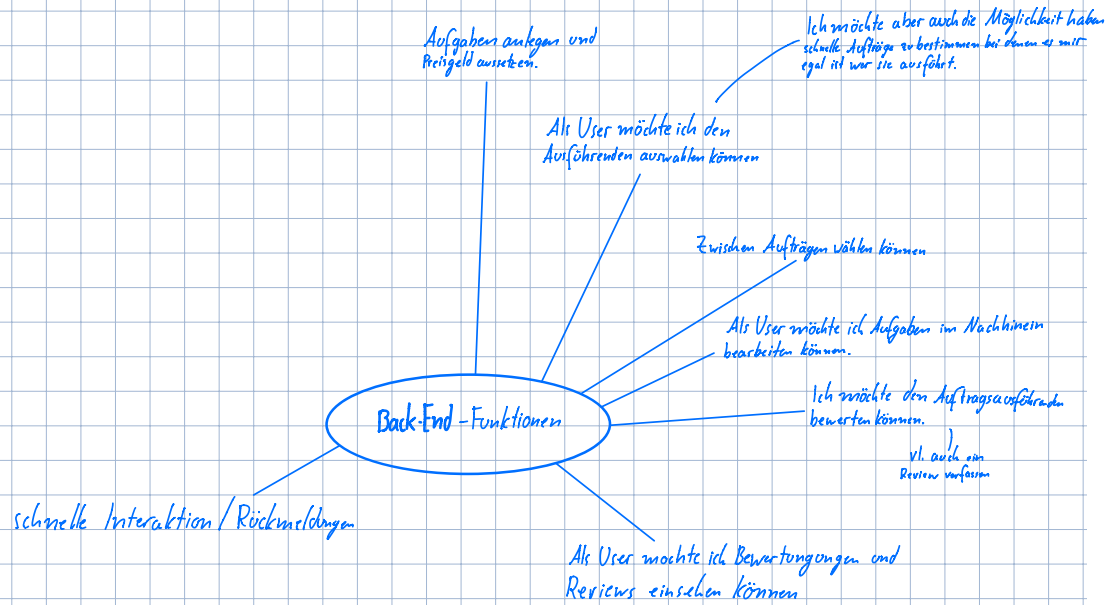 Aufgaben anlegen und
Preisgeld aussetzen.
Ich möchte aber auch die Möglichkeit haben
schnelle Aufträge zu bestimmen bei denen es mir
egal ist wer sie ausführt.
Als User möchte ich den
Ausführenden auswahlen können
Zwischen Aufträgen wählen können
Als User möchte ich Aufgaben im Nachhinein
bearbeiten können.
Ich möchte den Auftragsausführenden
bewerten können.
vl. auch ein
Review verfassen
Back-End-Funktionen
schnelle Interaktion/Rückmeldungen
Als User mochte ich Bewertungungen und
Reviews einsehen können